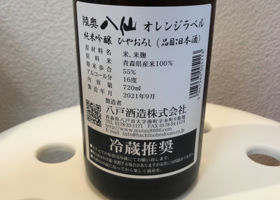 陸奥八仙 オレンジラベル
純米吟醸 ひやおろし (品目:日本酒)
原材料名 米、米麹
原料米 青森県産米100%
精米歩合 55%
アルコール分 16度
内容量 720ml
製造年月 2021年9月
製造者
八戸酒造株式会社
冷蔵推奨